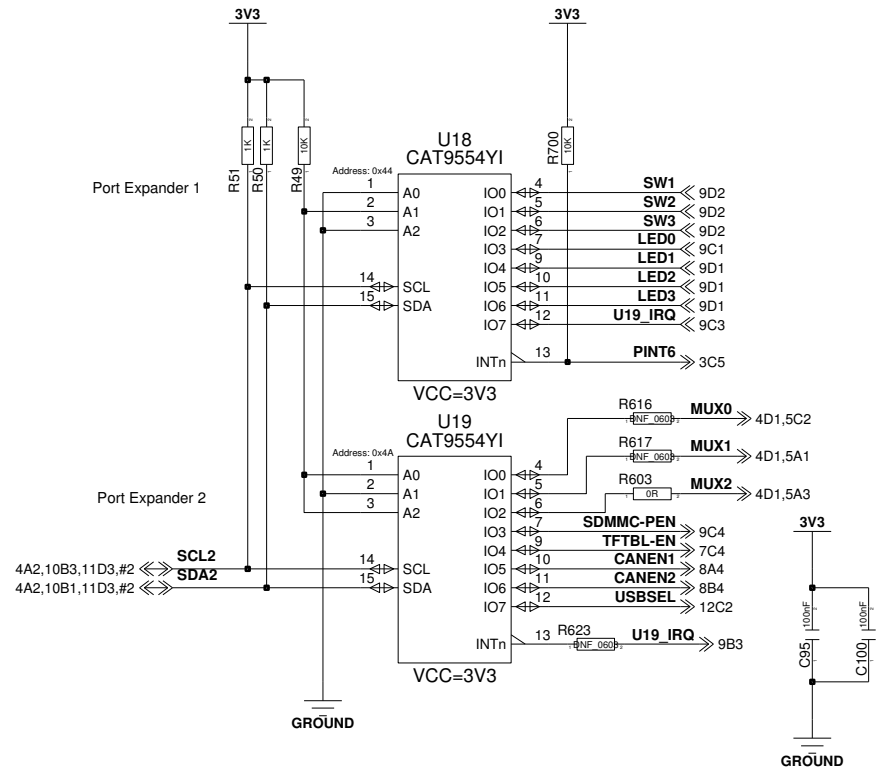 3V3
3V3
R51
1K
R50
1K
R49
10K
R700
10K
U18
CAT9554YI
Address: 0x44
Port Expander 1
1 A0
2 A1
3 A2
14 SCL
15 SDA
IO0 4 SW1 9D2
IO1 5 SW2 9D2
IO2 6 SW3 9D2
IO3 7 LED0 9C1
IO4 9 LED1 9D1
IO5 10 LED2 9D1
IO6 11 LED3 9D1
IO7 12 U19_IRQ 9C3
INTn 13 PINT6 3C5
VCC=3V3
U19
CAT9554YI
Address: 0x4A
Port Expander 2
1 A0
2 A1
3 A2
4A2,10B3,11D3,#2 SCL2 14 SCL
4A2,10B1,11D3,#2 SDA2 15 SDA
IO0 4 R616 DNF_0603 MUX0 4D1,5C2
IO1 5 R617 DNF_0603 MUX1 4D1,5A1
IO2 6 R603 0R MUX2 4D1,5A3
IO3 7 SDMMC-PEN 9C4
IO4 9 TFTBL-EN 7C4
IO5 10 CANEN1 8A4
IO6 11 CANEN2 8B4
IO7 12 USBSEL 12C2
INTn 13 R623 DNF_0603 U19_IRQ 9B3
VCC=3V3
GROUND
3V3
C95
100nF
C100
100nF
GROUND